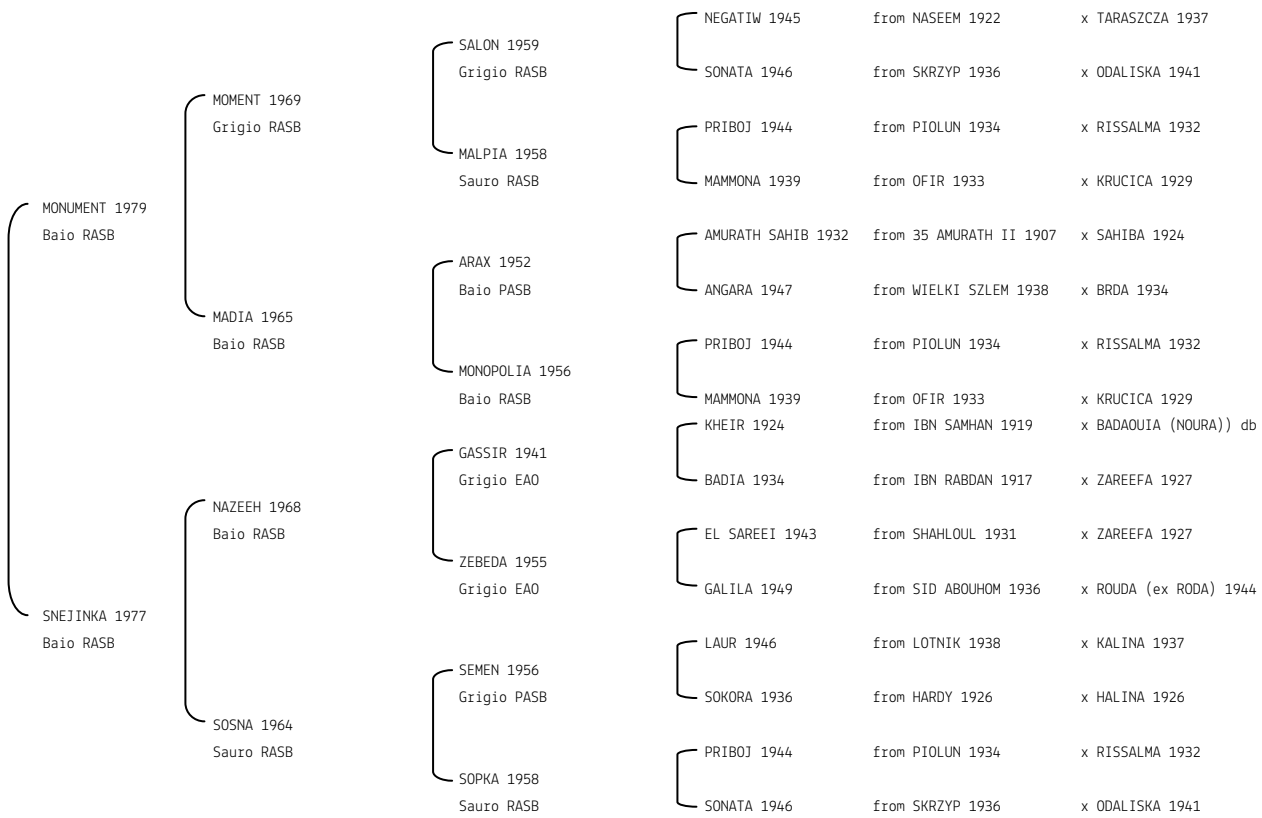 NEGATIW 1945 from NASEEM 1922 x TARASZCZA 1937
SALON 1959
Grigio RASB SONATA 1946 from SKRZYP 1936 x ODALISKA 1941
MOMENT 1969
Grigio RASB PRIBOJ 1944 from PIOLUN 1934 x RISSALMA 1932
MALPIA 1958
Sauro RASB MAMMONA 1939 from OFIR 1933 x KRUCICA 1929
MONUMENT 1979
Baio RASB AMURATH SAHIB 1932 from 35 AMURATH II 1907 x SAHIBA 1924
ARAX 1952
Baio PASB ANGARA 1947 from WIELKI SZLEM 1938 x BRDA 1934
MADIA 1965
Baio RASB PRIBOJ 1944 from PIOLUN 1934 x RISSALMA 1932
MONOPOLIA 1956
Baio RASB MAMMONA 1939 from OFIR 1933 x KRUCICA 1929
KHEIR 1924 from IBN SAMHAN 1919 x BADAOUIA (NOURA)) db
GASSIR 1941
Grigio EAO BADIA 1934 from IBN RABDAN 1917 x ZAREEFA 1927
NAZEEH 1968
Baio RASB EL SAREEI 1943 from SHAHLOUL 1931 x ZAREEFA 1927
ZEBEDA 1955
Grigio EAO GALILA 1949 from SID ABOUHOM 1936 x ROUDA (ex RODA) 1944
SNEJINKA 1977
Baio RASB LAUR 1946 from LOTNIK 1938 x KALINA 1937
SEMEN 1956
Grigio PASB SOKORA 1936 from HARDY 1926 x HALINA 1926
SOSNA 1964
Sauro RASB PRIBOJ 1944 from PIOLUN 1934 x RISSALMA 1932
SOPKA 1958
Sauro RASB SONATA 1946 from SKRZYP 1936 x ODALISKA 1941